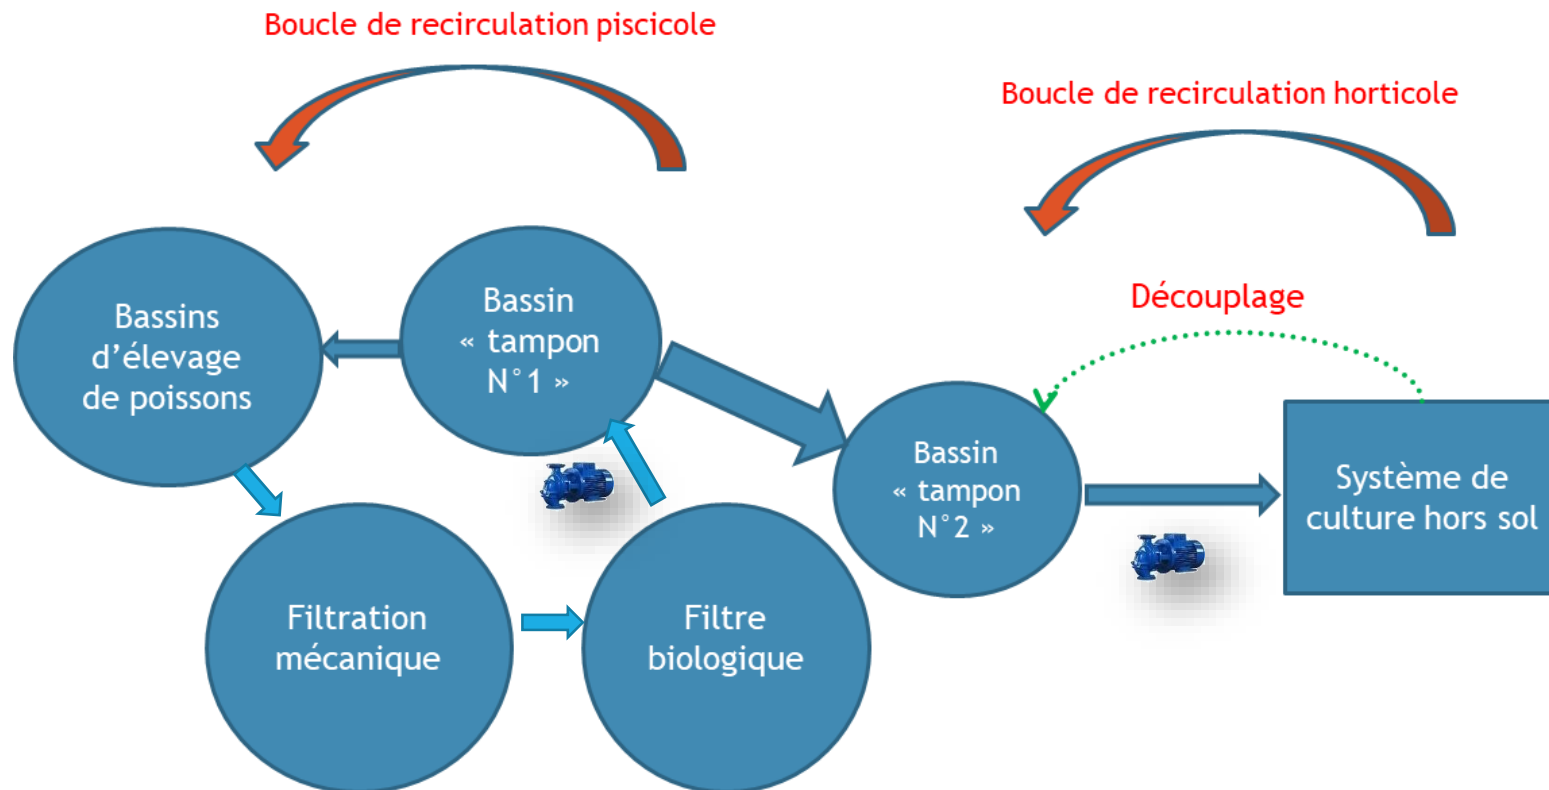 Boucle de recirculation piscicole
Boucle de recirculation horticole
Découplage
Bassins
d'élevage
de poissons
Bassin
« tampon
N°1 »
Bassin
« tampon
N°2 »
Système de
culture hors sol
Filtration
mécanique
Filtre
biologique